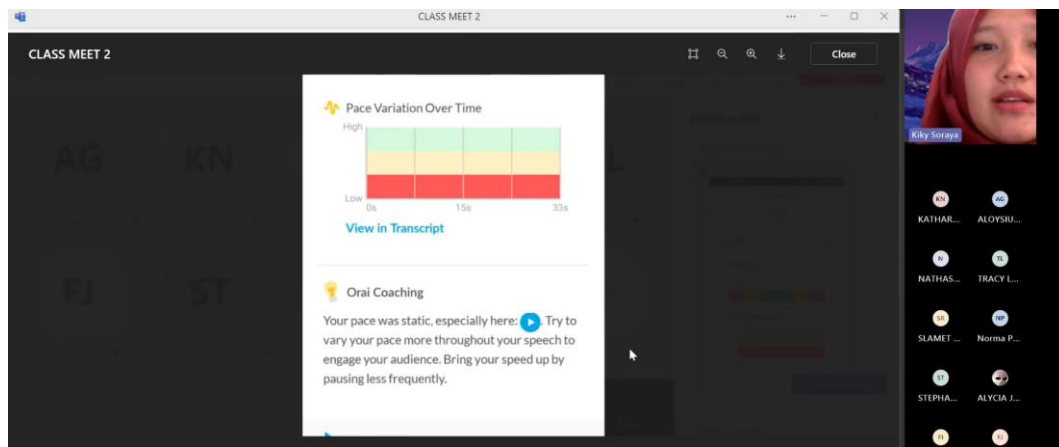 CLASS MEET 2
CLASS MEET 2
Close
Pace Variation Over Time
High
Low
0s 15s 33s
View in Transcript
Orai Coaching
Your pace was static, especially here: . Try to
vary your pace more throughout your speech to
engage your audience. Bring your speed up by
pausing less frequently.
AG KN L
FJ ST
Kiky Soraya
KN AG
KATHAR... ALOYSIU...
N TL
NATHAS... TRACY L...
SR NP
SLAMET ... Norma P...
ST
STEPHA... ALYCIA J...
FJ